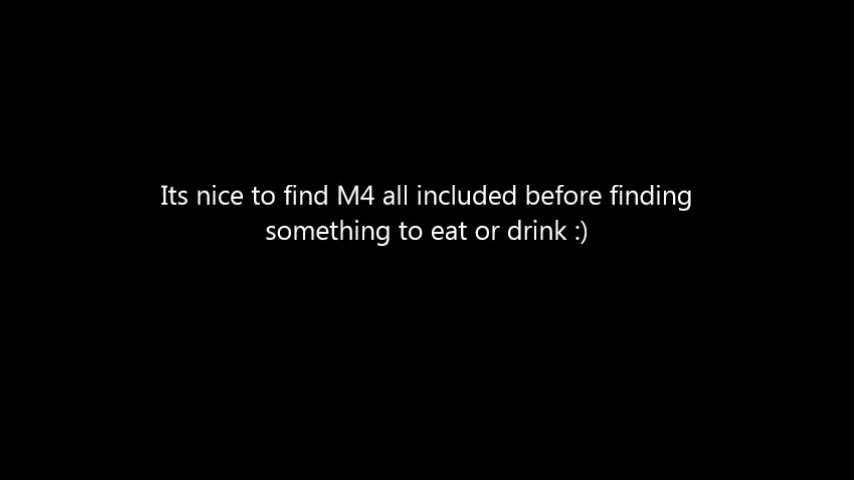 Its nice to find M4 all included before finding
something to eat or drink :)